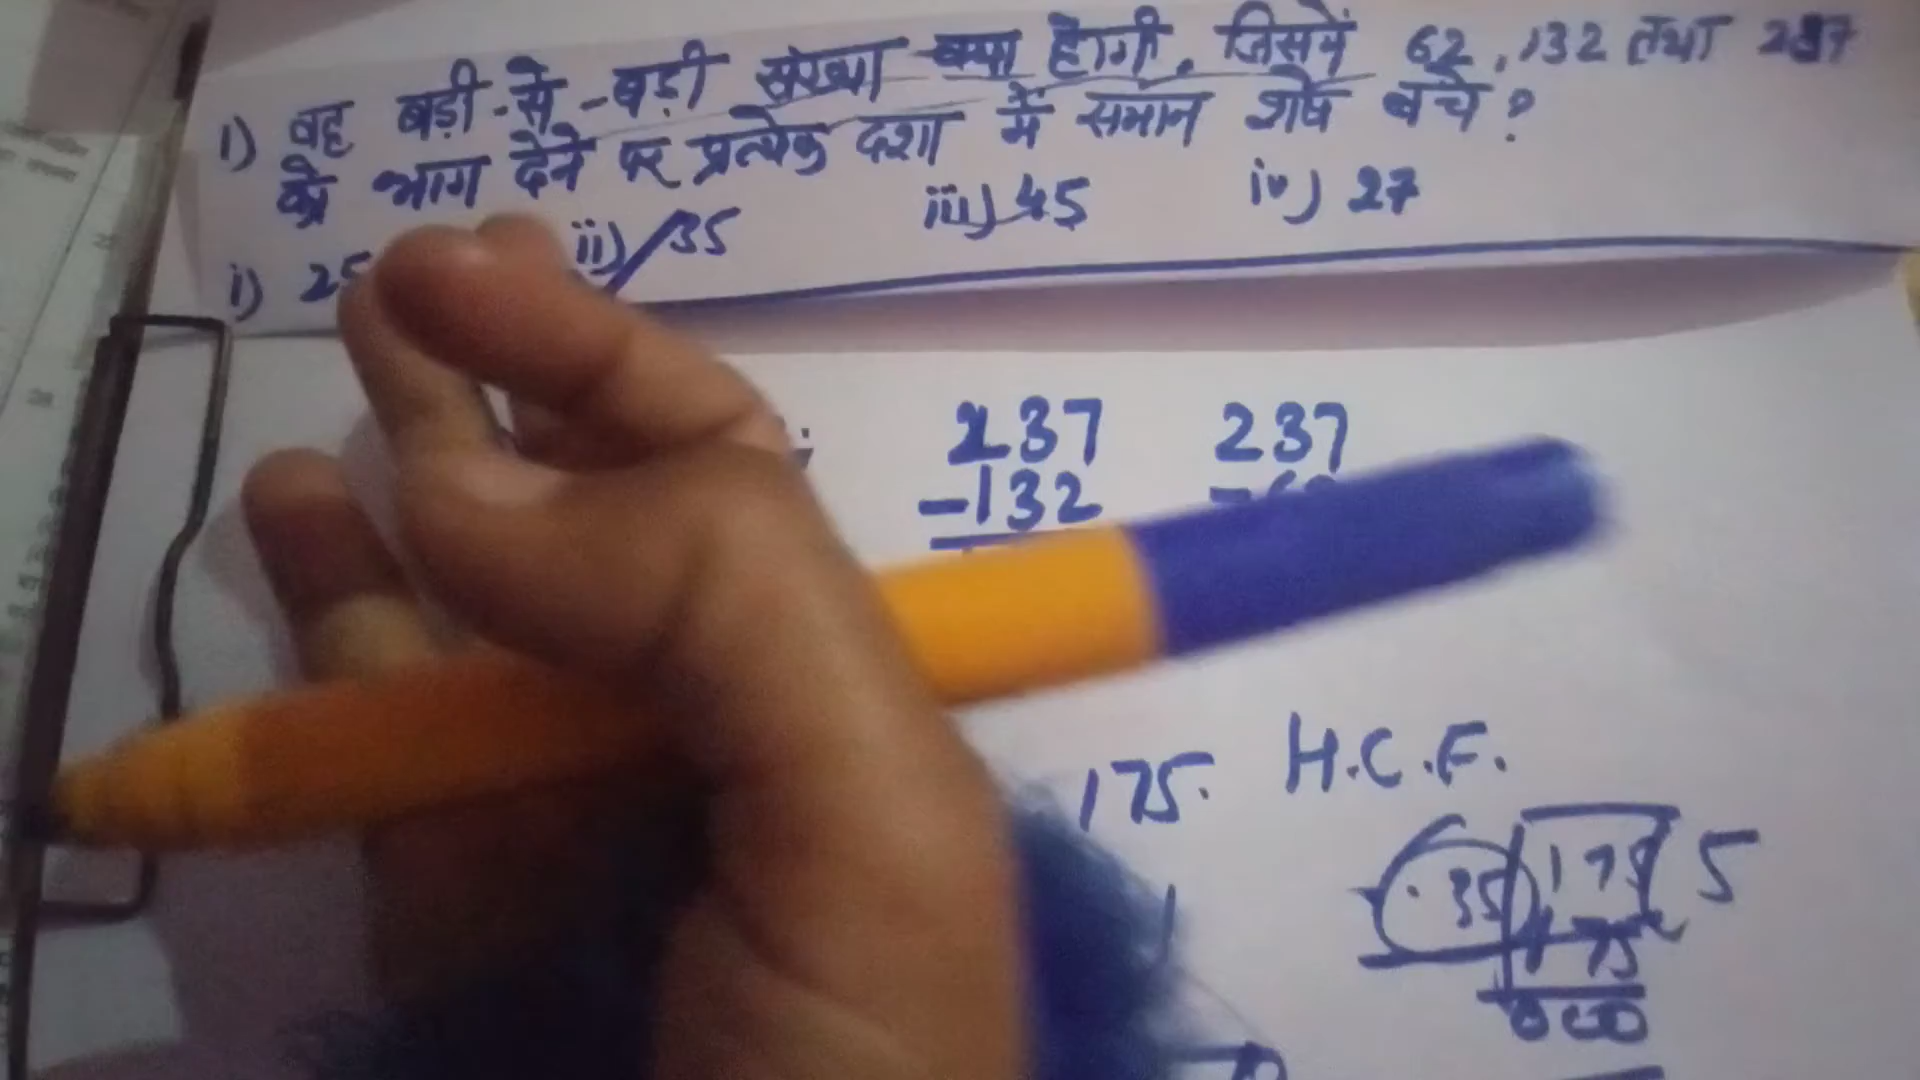 1) वह बड़ी-से-बड़ी संख्या क्या होगी, जिसमें 62, 132 तथा 237
को भाग देने पर प्रत्येक दशा में समान शेष बचे?
i) 25 ii) 35 iii) 45 iv) 27
237 237
-132
175. H.C.F.
35 175 5
175
000